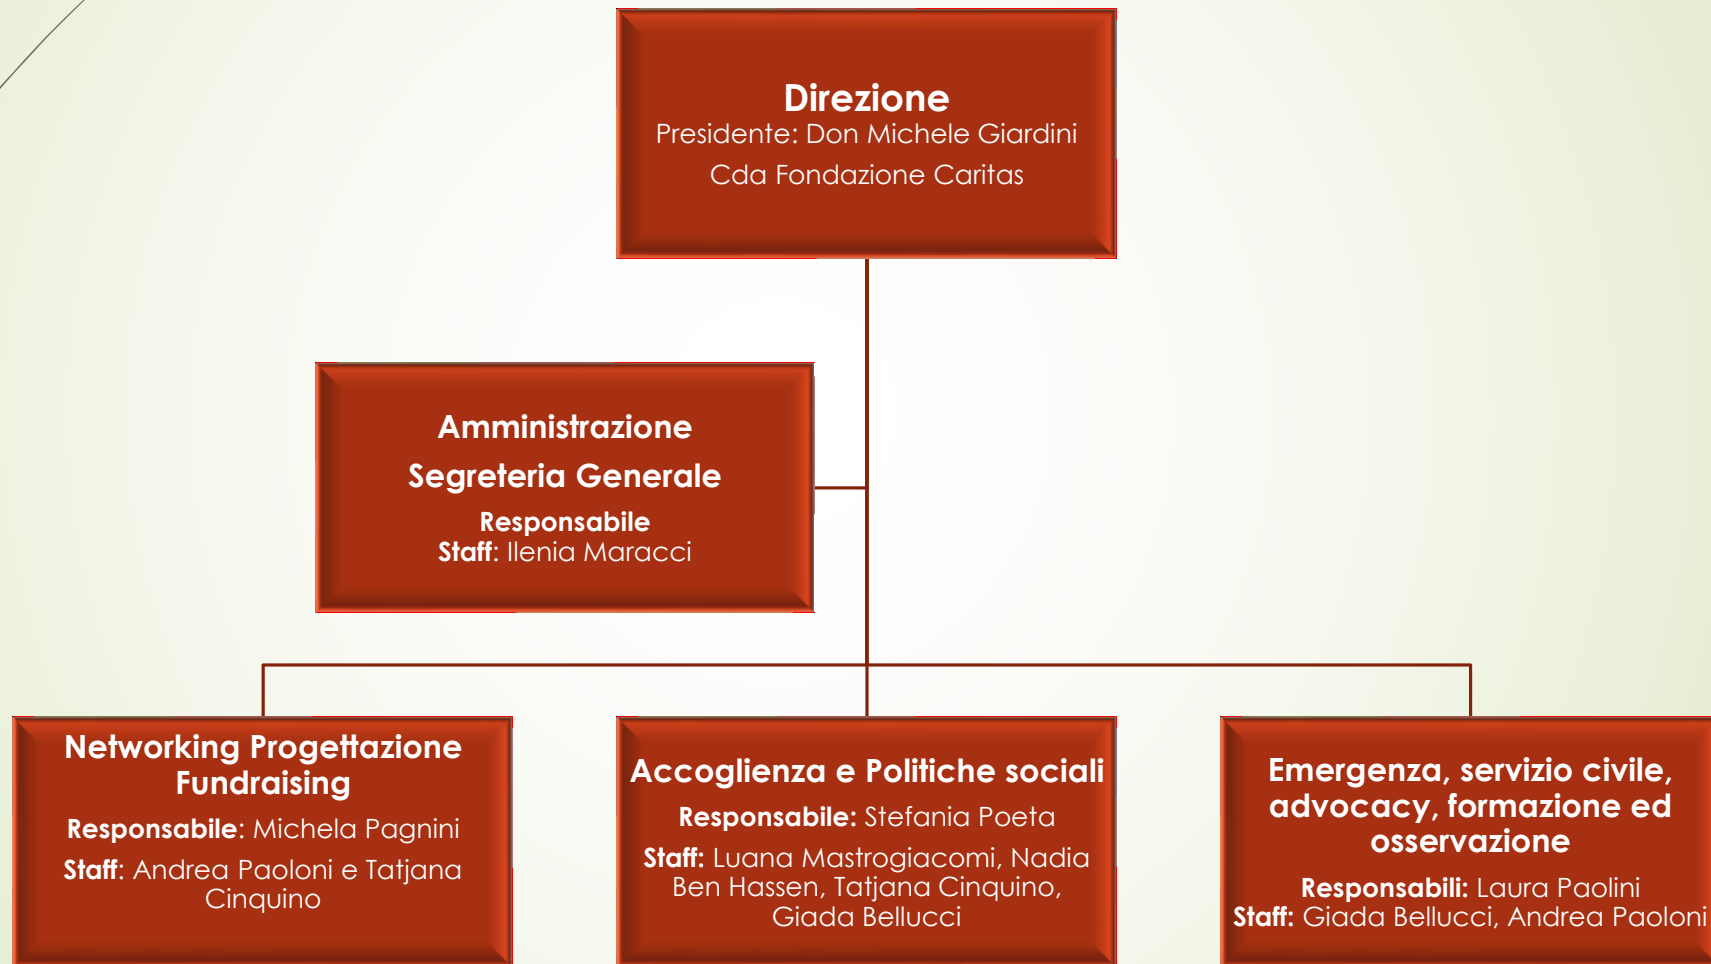 Direzione
Presidente: Don Michele Giardini
Cda Fondazione Caritas
Amministrazione
Segreteria Generale
Responsabile
Staff: Ilenia Maracci
Networking Progettazione
Fundraising
Responsabile: Michela Pagnini
Staff: Andrea Paoloni e Tatjana
Cinquino
Accoglienza e Politiche sociali
Responsabile: Stefania Poeta
Staff: Luana Mastrogiacomi, Nadia
Ben Hassen, Tatjana Cinquino,
Giada Bellucci
Emergenza, servizio civile,
advocacy, formazione ed
osservazione
Responsabili: Laura Paolini
Staff: Giada Bellucci, Andrea Paoloni